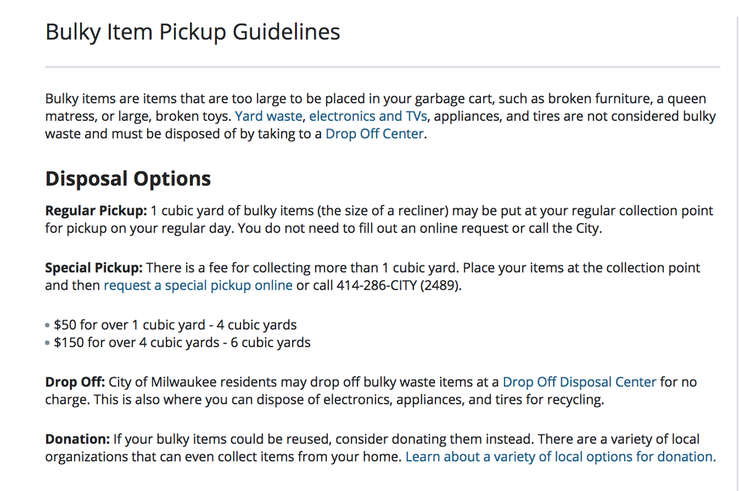 Bulky Item Pickup Guidelines
Bulky items are items that are too large to be placed in your garbage cart, such as broken furniture, a queen
matress, or large, broken toys. Yard waste, electronics and TVs, appliances, and tires are not considered bulky
waste and must be disposed of by taking to a Drop Off Center.
Disposal Options
Regular Pickup: 1 cubic yard of bulky items (the size of a recliner) may be put at your regular collection point
for pickup on your regular day. You do not need to fill out an online request or call the City.
Special Pickup: There is a fee for collecting more than 1 cubic yard. Place your items at the collection point
and then request a special pickup online or call 414-286-CITY (2489).
• $50 for over 1 cubic yard - 4 cubic yards
• $150 for over 4 cubic yards - 6 cubic yards
Drop Off: City of Milwaukee residents may drop off bulky waste items at a Drop Off Disposal Center for no
charge. This is also where you can dispose of electronics, appliances, and tires for recycling.
Donation: If your bulky items could be reused, consider donating them instead. There are a variety of local
organizations that can even collect items from your home. Learn about a variety of local options for donation.